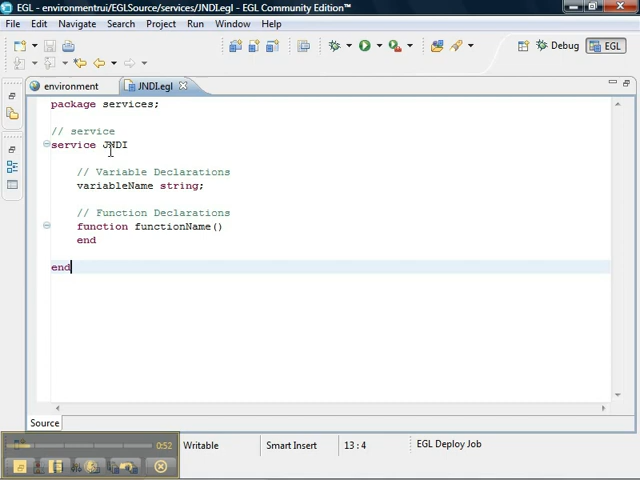 EGL - environmentrui/EGLSource/services/JNDI.egl - EGL Community Edition™
File Edit Navigate Search Project Run Window Help
Debug EGL
environment JNDI.egl
package services;
// service
service JNDI
// Variable Declarations
variableName string;
// Function Declarations
function functionName()
end
end
Source
0:52 Writable Smart Insert 13:4 EGL Deploy Job